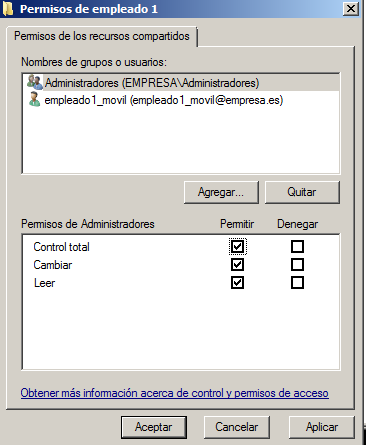 Permisos de empleado 1
Permisos de los recursos compartidos
Nombres de grupos o usuarios:
Administradores (EMPRESA\Administradores)
empleado1_movil (empleado1_movil@empresa.es)
Agregar... Quitar
Permisos de Administradores Permitir Denegar
Control total
Cambiar
Leer
Obtener más información acerca de control y permisos de acceso
Aceptar Cancelar Aplicar